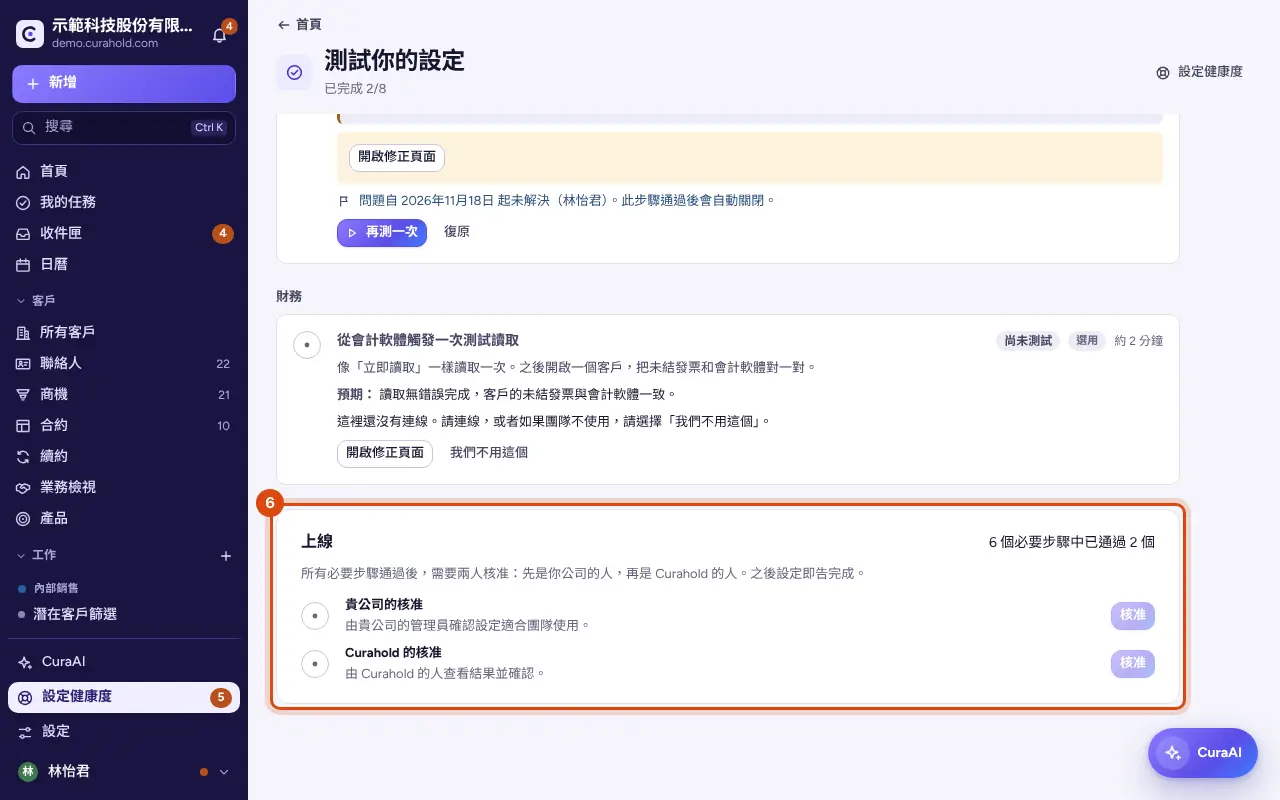 示範科技股份有限...
demo.curahold.com
4
新增
搜尋
Ctrl K
首頁
我的任務
收件匣
4
日曆
客戶
所有客戶
聯絡人
22
商機
21
合約
10
續約
業務檢視
產品
工作
內部銷售
潛在客戶篩選
CuraAI
設定健康度
5
設定
林
林怡君
首頁
測試你的設定
已完成 2/8
設定健康度
開啟修正頁面
問題自 2026年11月18日 起未解決（林怡君）。此步驟通過後會自動關閉。
再測一次
復原
財務
從會計軟體觸發一次測試讀取
尚未測試
選用
約 2 分鐘
像「立即讀取」一樣讀取一次。之後開啟一個客戶，把未結發票和會計軟體對一對。
預期： 讀取無錯誤完成，客戶的未結發票與會計軟體一致。
這裡還沒有連線。請連線，或者如果團隊不使用，請選擇「我們不用這個」。
開啟修正頁面
我們不用這個
6
上線
6 個必要步驟中已通過 2 個
所有必要步驟通過後，需要兩人核准：先是你公司的人，再是 Curahold 的人。之後設定即告完成。
貴公司的核准
由貴公司的管理員確認設定適合團隊使用。
核准
Curahold 的核准
由 Curahold 的人查看結果並確認。
核准
CuraAI